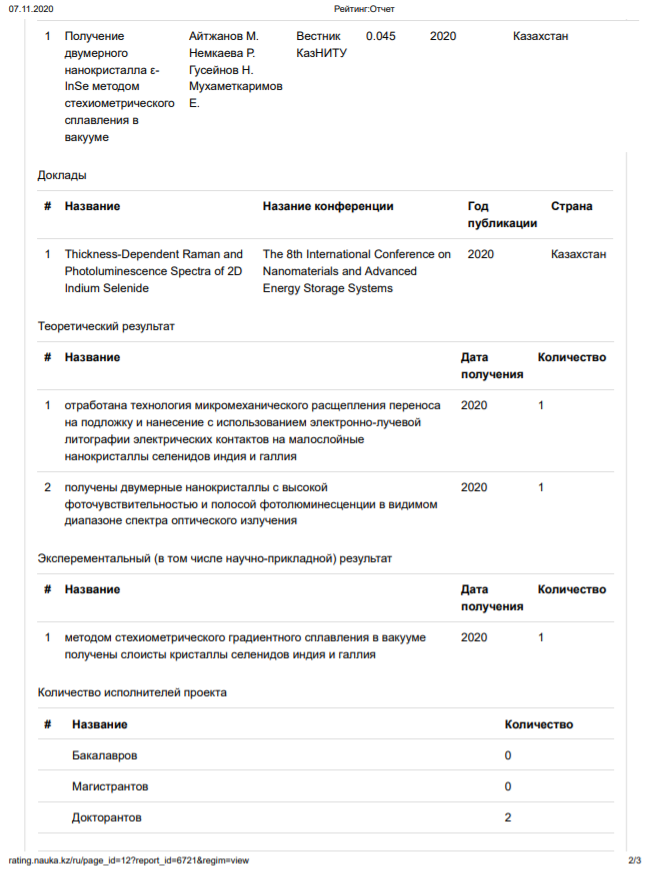 07.11.2020 Рейтинг:Отчет
1 Получение Айтжанов М. Вестник 0.045 2020 Казахстан
двумерного Немкаева Р. КазНИТУ
нанокристалла ε- Гусейнов Н.
InSe методом Мухаметкаримов
стехиометрического Е.
сплавления в
вакууме
Доклады
# Название Назание конференции Год Страна
публикации
1 Thickness-Dependent Raman and The 8th International Conference on 2020 Казахстан
Photoluminescence Spectra of 2D Nanomaterials and Advanced
Indium Selenide Energy Storage Systems
Теоретический результат
# Название Дата Количество
получения
1 отработана технология микромеханического расщепления переноса 2020 1
на подложку и нанесение с использованием электронно-лучевой
литографии электрических контактов на малослойные
нанокристаллы селенидов индия и галлия
2 получены двумерные нанокристаллы с высокой 2020 1
фоточувствительностью и полосой фотолюминесценции в видимом
диапазоне спектра оптического излучения
Эксперементальный (в том числе научно-прикладной) результат
# Название Дата Количество
получения
1 методом стехиометрического градиентного сплавления в вакууме 2020 1
получены слоисты кристаллы селенидов индия и галлия
Количество исполнителей проекта
# Название Количество
Бакалавров 0
Магистрантов 0
Докторантов 2
rating.nauka.kz/ru/page_id=12?report_id=6721&regim=view 2/3